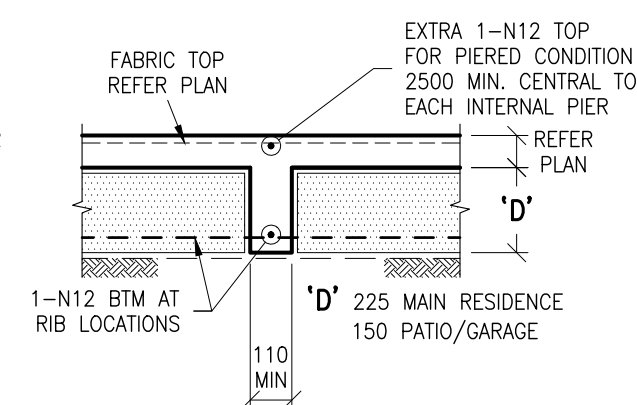 EXTRA 1-N12 TOP
FOR PIERED CONDITION
2500 MIN. CENTRAL TO
EACH INTERNAL PIER
FABRIC TOP
REFER PLAN
REFER
PLAN
'D'
1-N12 BTM AT
RIB LOCATIONS
'D' 225 MAIN RESIDENCE
150 PATIO/GARAGE
110
MIN